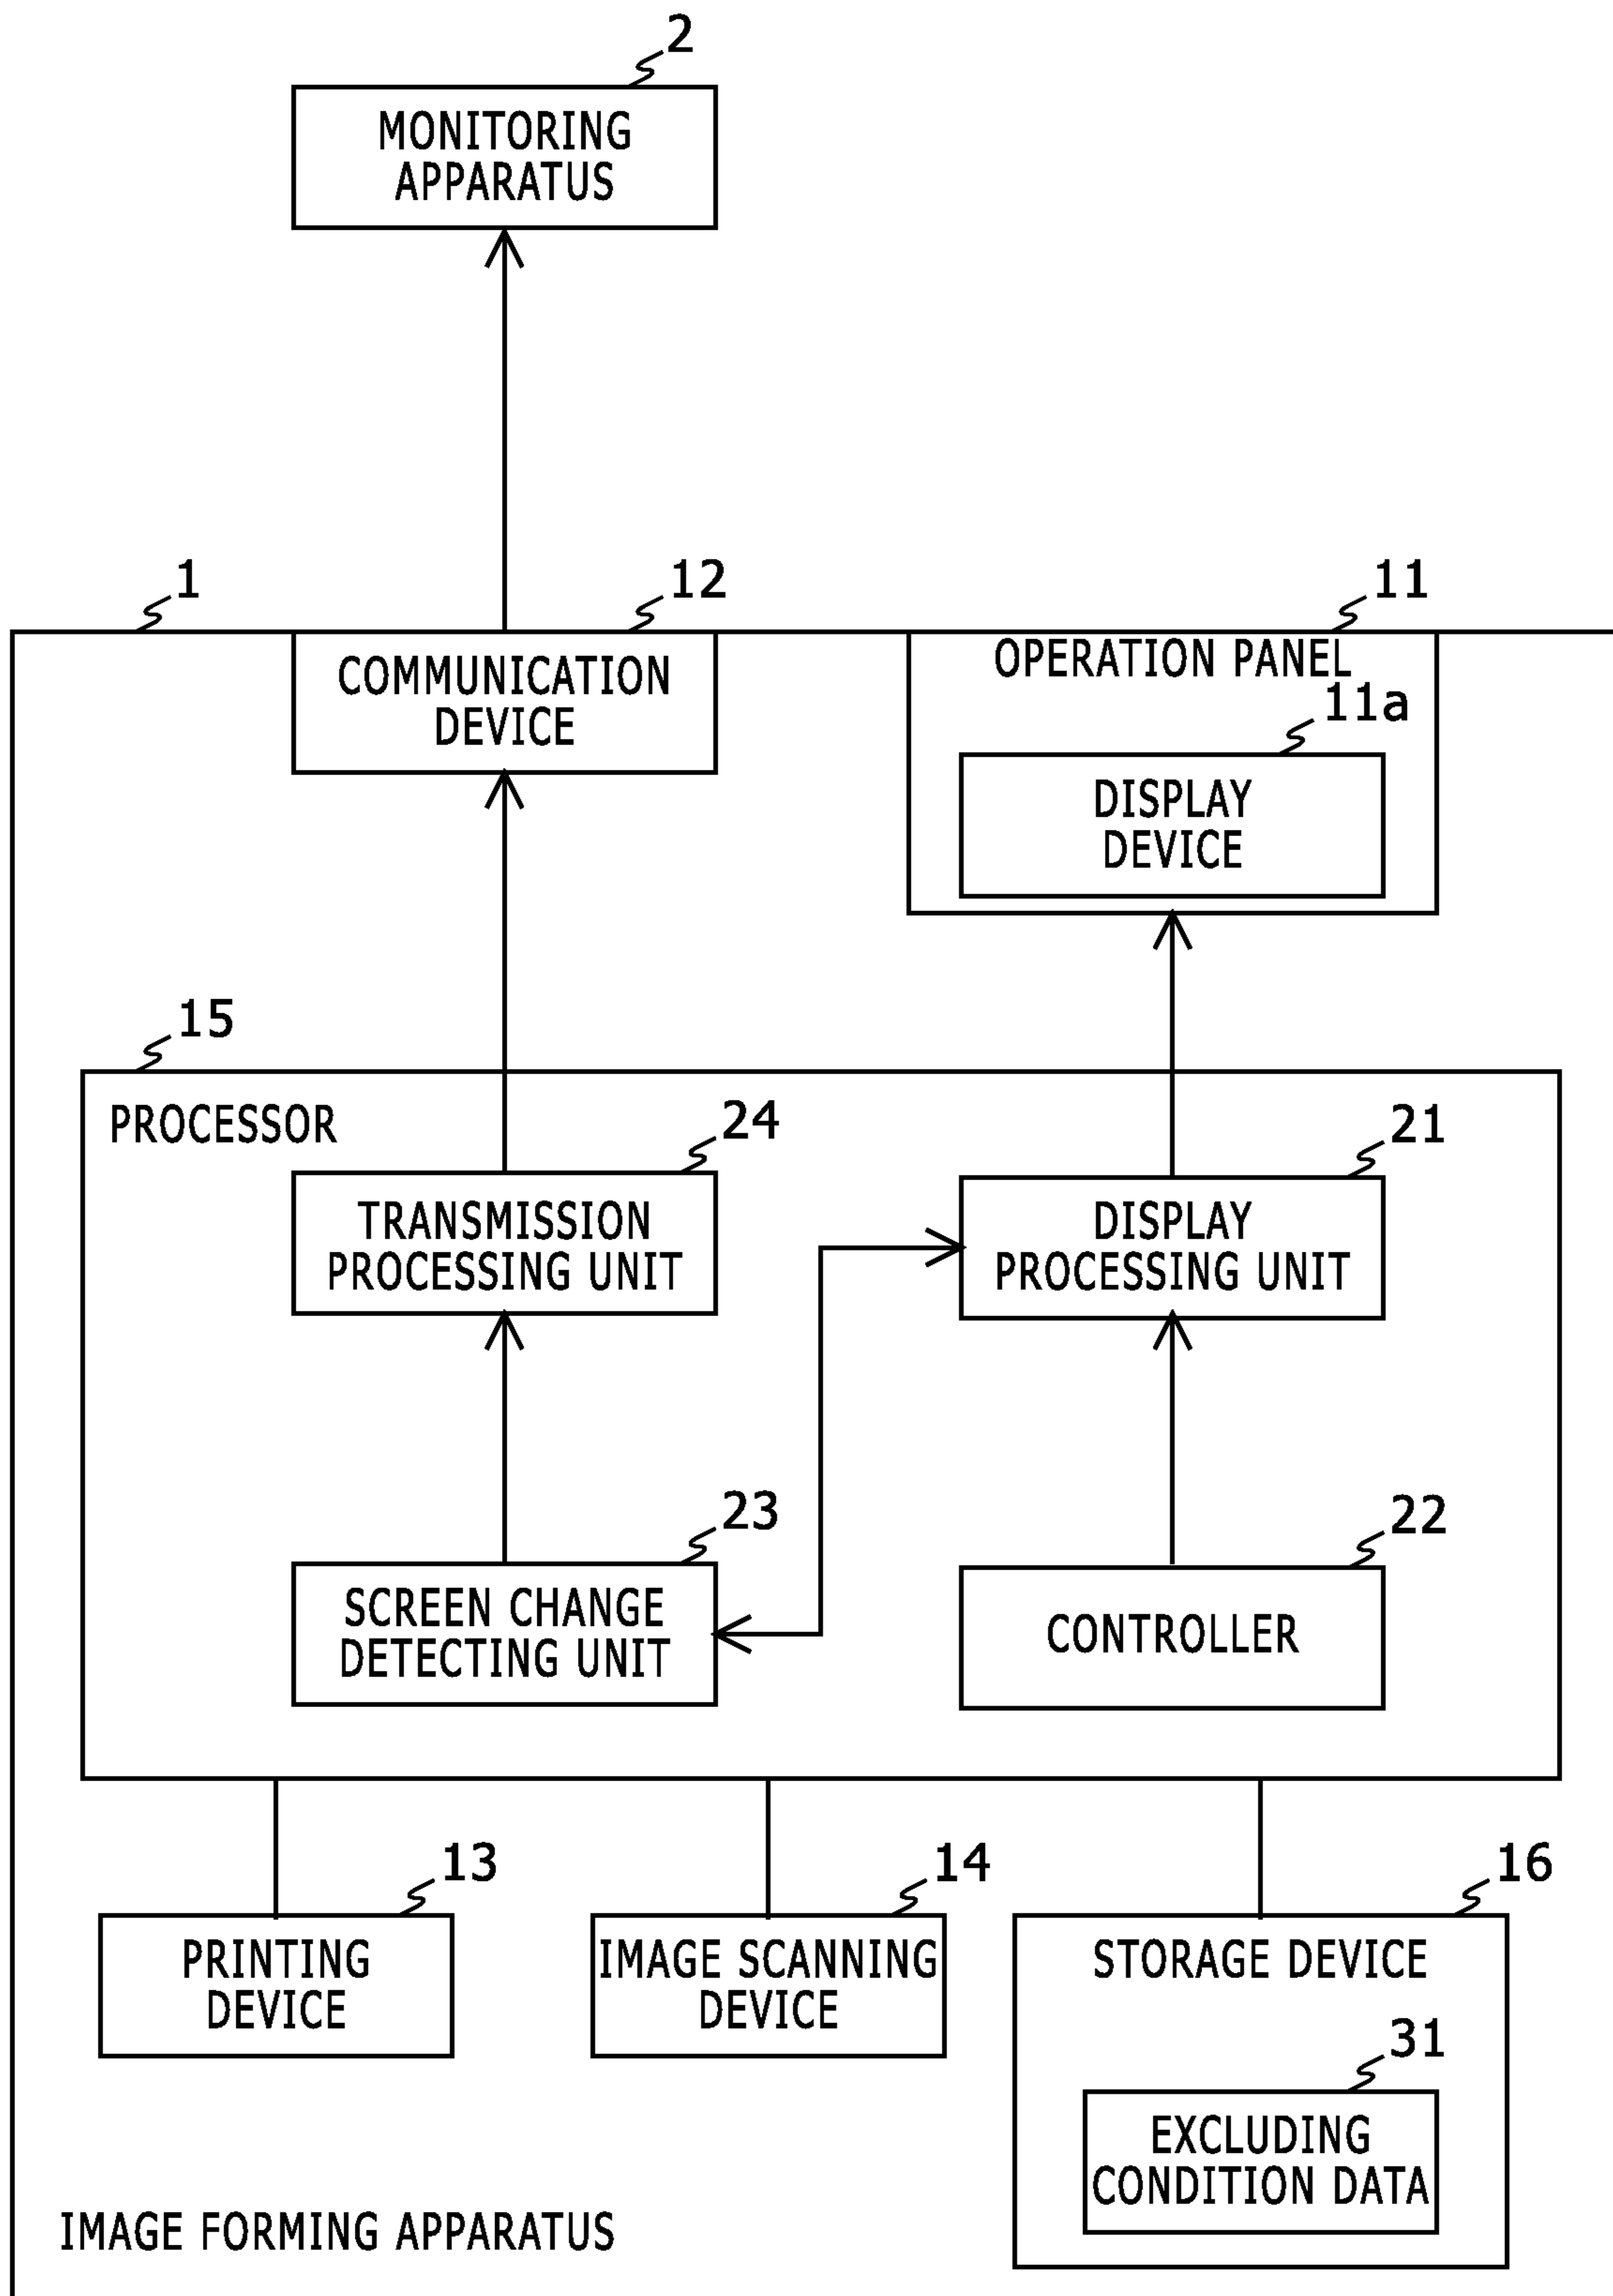 2
MONITORING
APPARATUS
1
12
11
COMMUNICATION
DEVICE
OPERATION PANEL
11a
DISPLAY
DEVICE
15
PROCESSOR
24
21
TRANSMISSION
PROCESSING UNIT
DISPLAY
PROCESSING UNIT
23
22
SCREEN CHANGE
DETECTING UNIT
CONTROLLER
13
14
16
PRINTING
DEVICE
IMAGE SCANNING
DEVICE
STORAGE DEVICE
31
EXCLUDING
CONDITION DATA
IMAGE FORMING APPARATUS